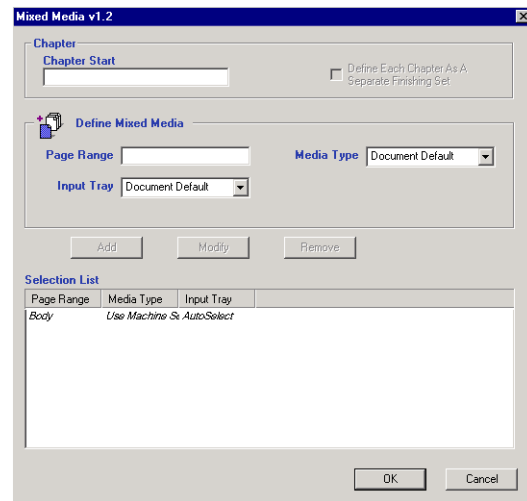 Mixed Media v1.2
Chapter
Chapter Start
Define Each Chapter As A
Separate Finishing Set
Define Mixed Media
Page Range
Media Type Document Default
Input Tray Document Default
Add Modify Remove
Selection List
Page Range Media Type Input Tray
Body Use Machine Se AutoSelect
OK Cancel